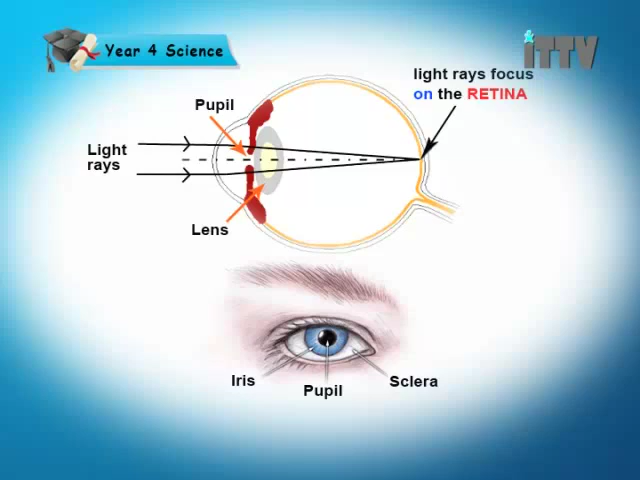 Year 4 Science
iTTV
light rays focus
on the RETINA
Pupil
Light
rays
Lens
Iris
Pupil
Sclera